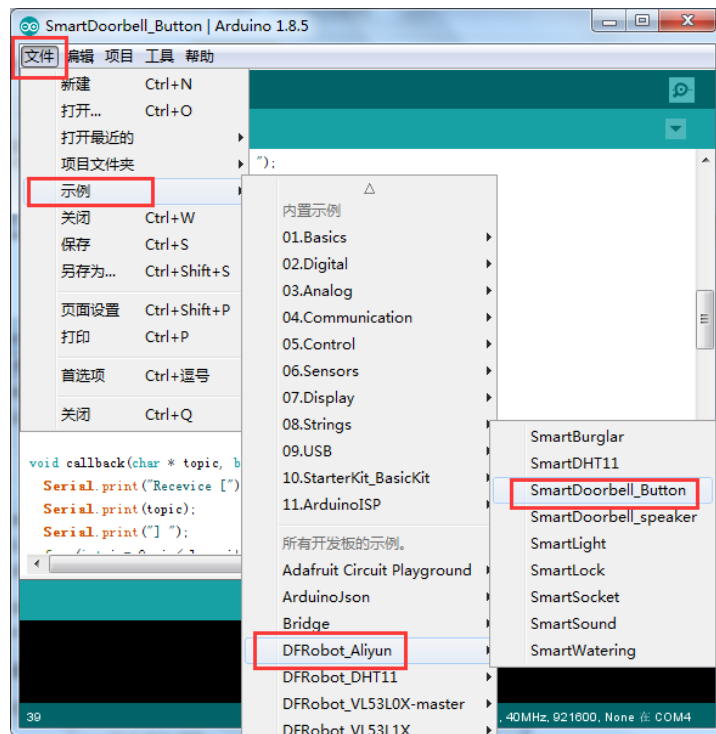 SmartDoorbell_Button | Arduino 1.8.5
文件 编辑 项目 工具 帮助
新建 Ctrl+N
打开... Ctrl+O
打开最近的
项目文件夹
示例
关闭 Ctrl+W
保存 Ctrl+S
另存为... Ctrl+Shift+S
页面设置 Ctrl+Shift+P
打印 Ctrl+P
首选项 Ctrl+逗号
关闭 Ctrl+Q
");
内置示例
01.Basics
02.Digital
03.Analog
04.Communication
05.Control
06.Sensors
07.Display
08.Strings
09.USB
10.StarterKit_BasicKit
11.ArduinoISP
所有开发板的示例。
Adafruit Circuit Playground
ArduinoJson
Bridge
DFRobot_Aliyun
DFRobot_DHT11
DFRobot_VL53L0X-master
DFRobot_VL53L1X
SmartBurglar
SmartDHT11
SmartDoorbell_Button
SmartDoorbell_speaker
SmartLight
SmartLock
SmartSocket
SmartSound
SmartWatering
void callback(char * topic, b
Serial.print("Recevice [")
Serial.print(topic);
Serial.print("] ");
39
, 40MHz, 921600, None 在 COM4